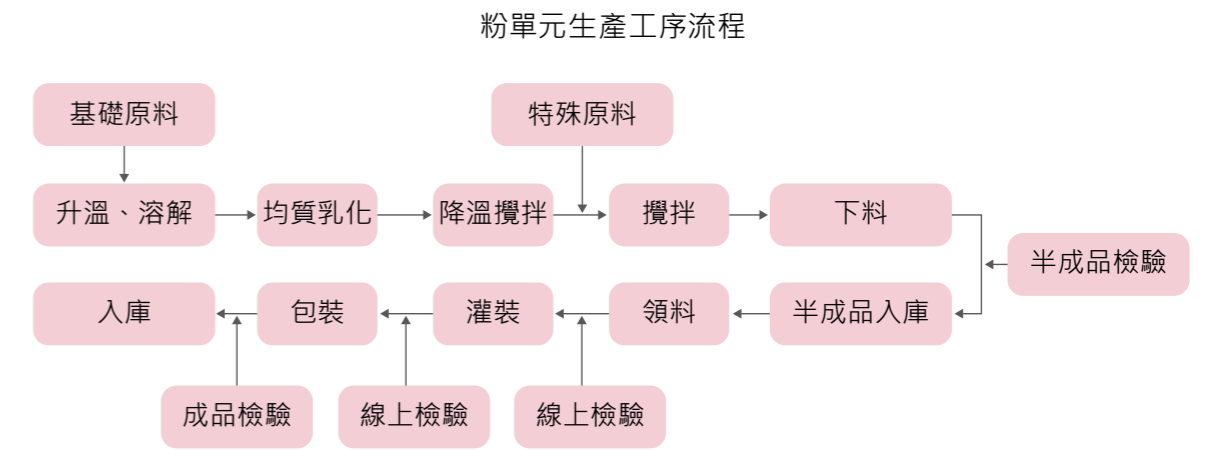 粉單元生產工序流程
基礎原料
特殊原料
升溫、溶解
均質乳化
降溫攪拌
攪拌
下料
半成品檢驗
入庫
包裝
灌裝
領料
半成品入庫
成品檢驗
線上檢驗
線上檢驗